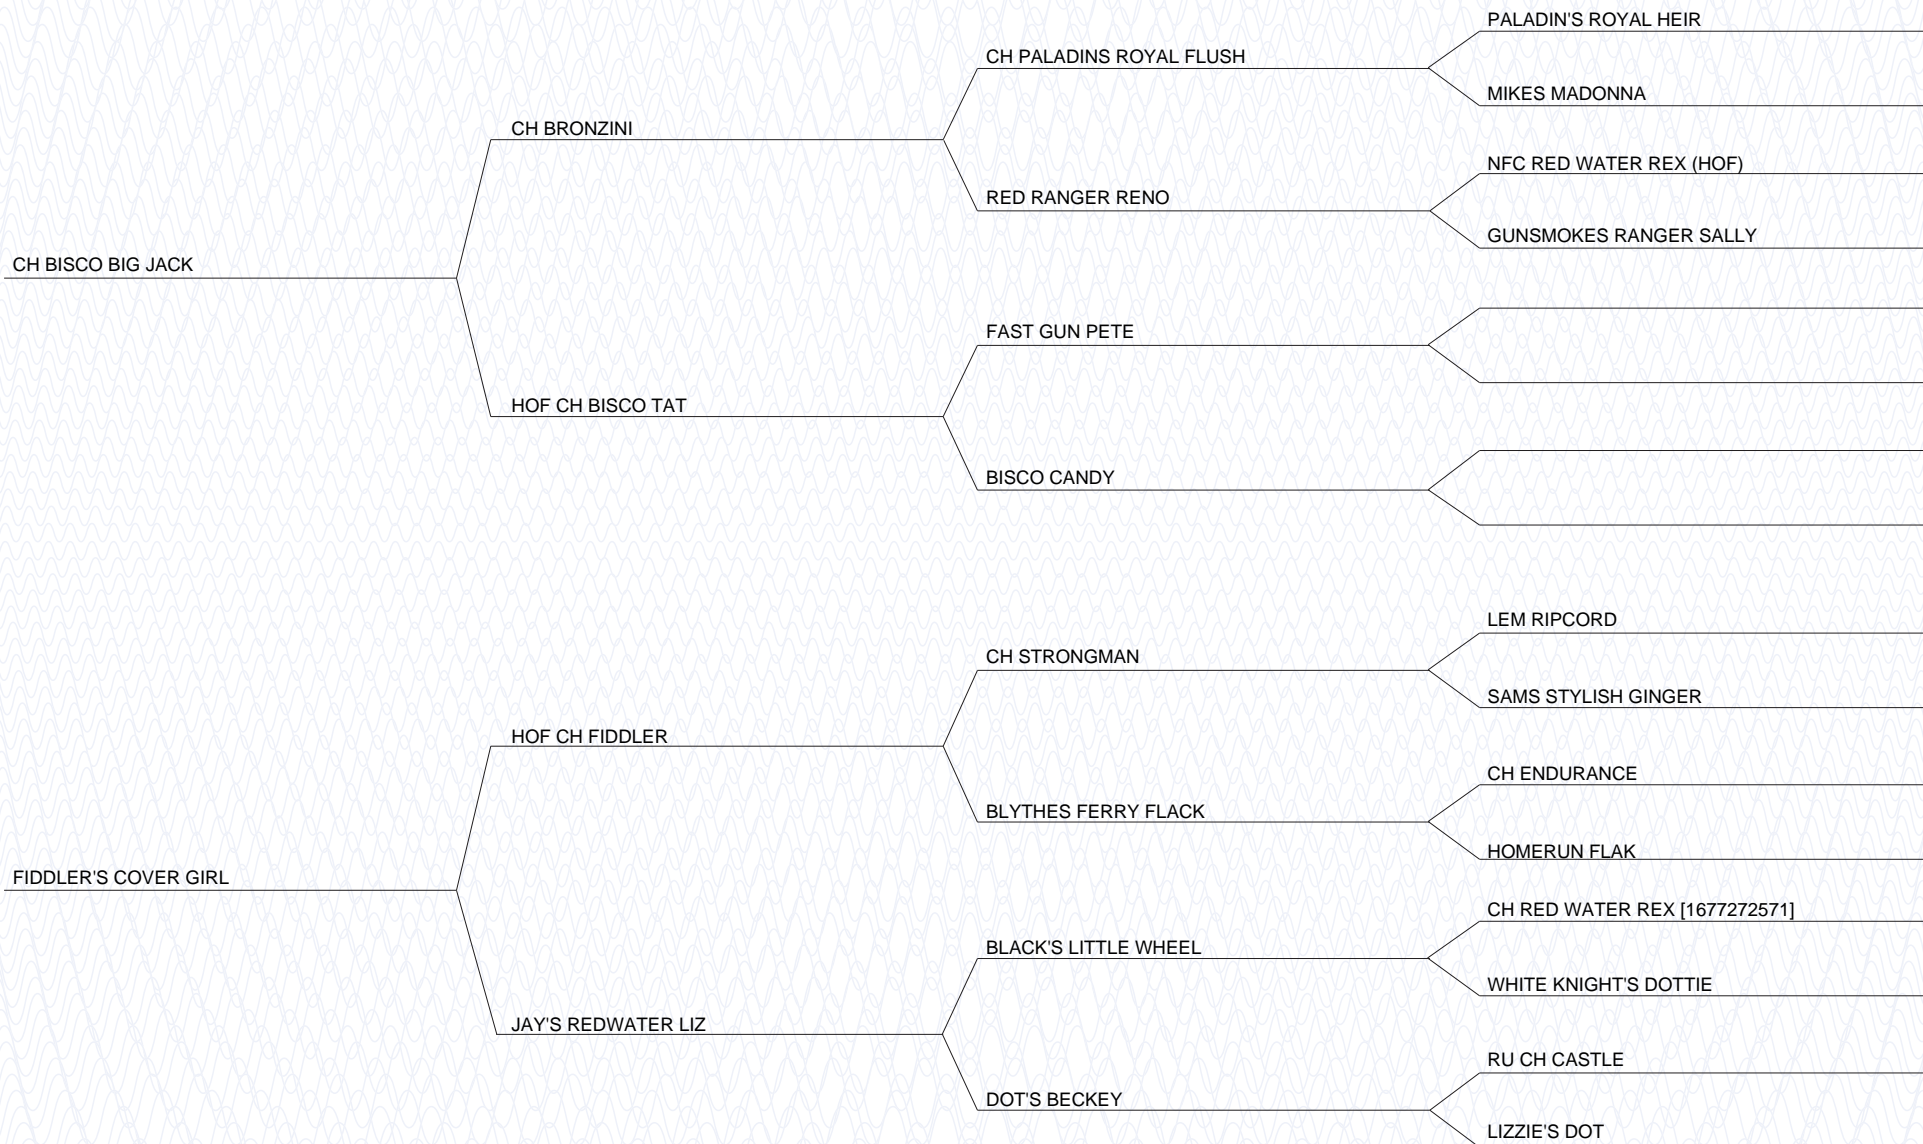 PALADIN'S ROYAL HEIR
CH PALADINS ROYAL FLUSH
MIKES MADONNA
CH BRONZINI
NFC RED WATER REX (HOF)
RED RANGER RENO
GUNSMOKES RANGER SALLY
CH BISCO BIG JACK
FAST GUN PETE
HOF CH BISCO TAT
BISCO CANDY
LEM RIPCORD
CH STRONGMAN
SAMS STYLISH GINGER
HOF CH FIDDLER
CH ENDURANCE
BLYTHES FERRY FLACK
HOMERUN FLAK
FIDDLER'S COVER GIRL
CH RED WATER REX [1677272571]
BLACK'S LITTLE WHEEL
WHITE KNIGHT'S DOTTIE
JAY'S REDWATER LIZ
RU CH CASTLE
DOT'S BECKEY
LIZZIE'S DOT